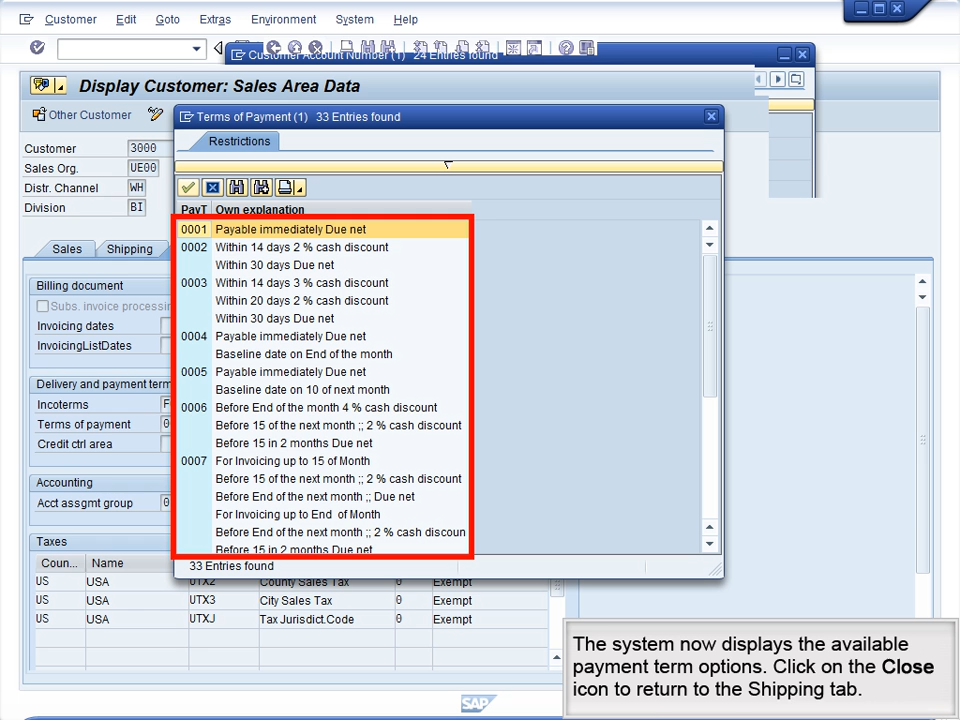 Customer Edit Goto Extras Environment System Help
Customer Account Number (1) 24 Entries found
Display Customer: Sales Area Data
Other Customer
Terms of Payment (1) 33 Entries found
Restrictions
Customer 3000
Sales Org. UE00
Distr. Channel WH
Division BI
PayT Own explanation
0001 Payable immediately Due net
0002 Within 14 days 2 % cash discount
Within 30 days Due net
0003 Within 14 days 3 % cash discount
Within 20 days 2 % cash discount
Within 30 days Due net
0004 Payable immediately Due net
Baseline date on End of the month
0005 Payable immediately Due net
Baseline date on 10 of next month
0006 Before End of the month 4 % cash discount
Before 15 of the next month ;; 2 % cash discount
Before 15 in 2 months Due net
0007 For Invoicing up to 15 of Month
Before 15 of the next month ;; 2 % cash discount
Before End of the next month ;; Due net
For Invoicing up to End of Month
Before End of the next month ;; 2 % cash discoun
Before 15 in 2 months Due net
33 Entries found
Sales Shipping
Billing document
Subs. invoice processin
Invoicing dates
InvoicingListDates
Delivery and payment term
Incoterms F
Terms of payment 0
Credit ctrl area
Accounting
Acct assgmt group 0
Taxes
Coun... Name
US USA UTX2 County Sales Tax 0 Exempt
US USA UTX3 City Sales Tax 0 Exempt
US USA UTXJ Tax Jurisdict.Code 0 Exempt
The system now displays the available
payment term options. Click on the Close
icon to return to the Shipping tab.
SAP